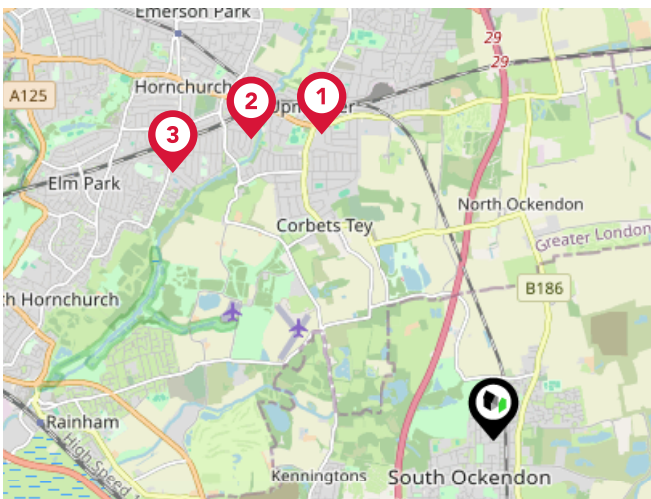 Emerson Park
29
29
A125
Hornchurch
1
2
3
Elm Park
North Ockendon
Corbets Tey
Greater London
B186
th Hornchurch
Rainham
High Speed 1
Kenningtons
South Ockendon